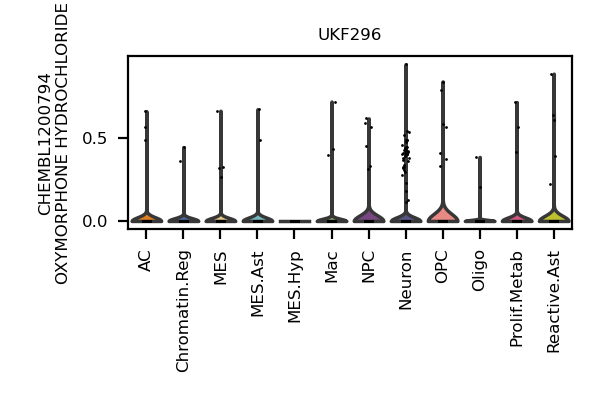 UKF296
CHEMBL1200794
OXYMORPHONE HYDROCHLORIDE
0.5
0.0
AC
Chromatin.Reg
MES
MES.Ast
MES.Hyp
Mac
NPC
Neuron
OPC
Oligo
Prolif.Metab
Reactive.Ast